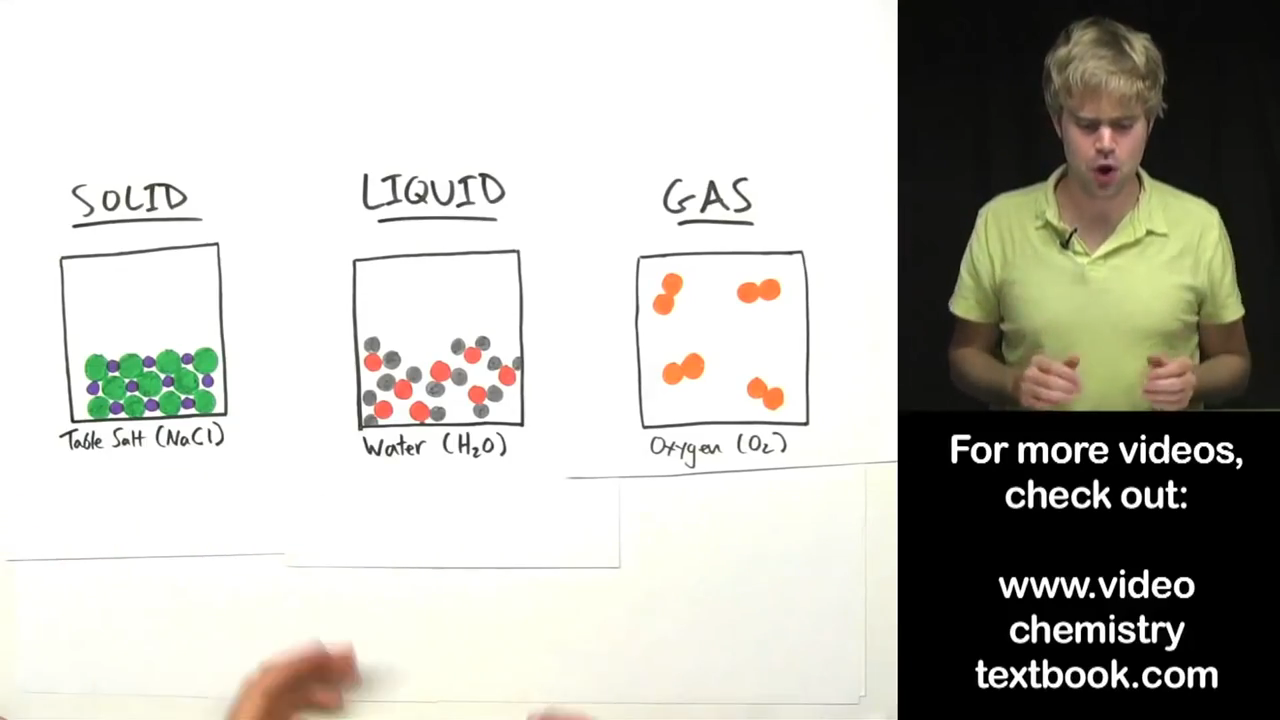 SOLID
LIQUID
GAS
Table Salt (NaCl)
Water (H₂O)
Oxygen (O₂)
For more videos,
check out:
www.video
chemistry
textbook.com